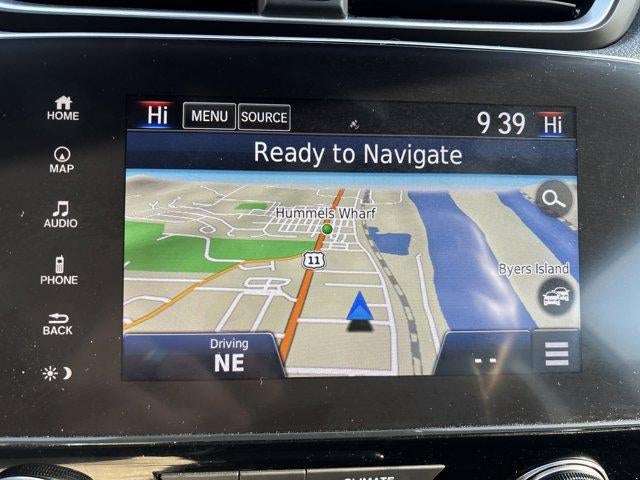 Hi MENU SOURCE 9 39 Hi
Ready to Navigate
HOME
MAP
AUDIO
PHONE
BACK
Hummels Wharf
11
Byers Island
Driving
NE
--
CLIMATE